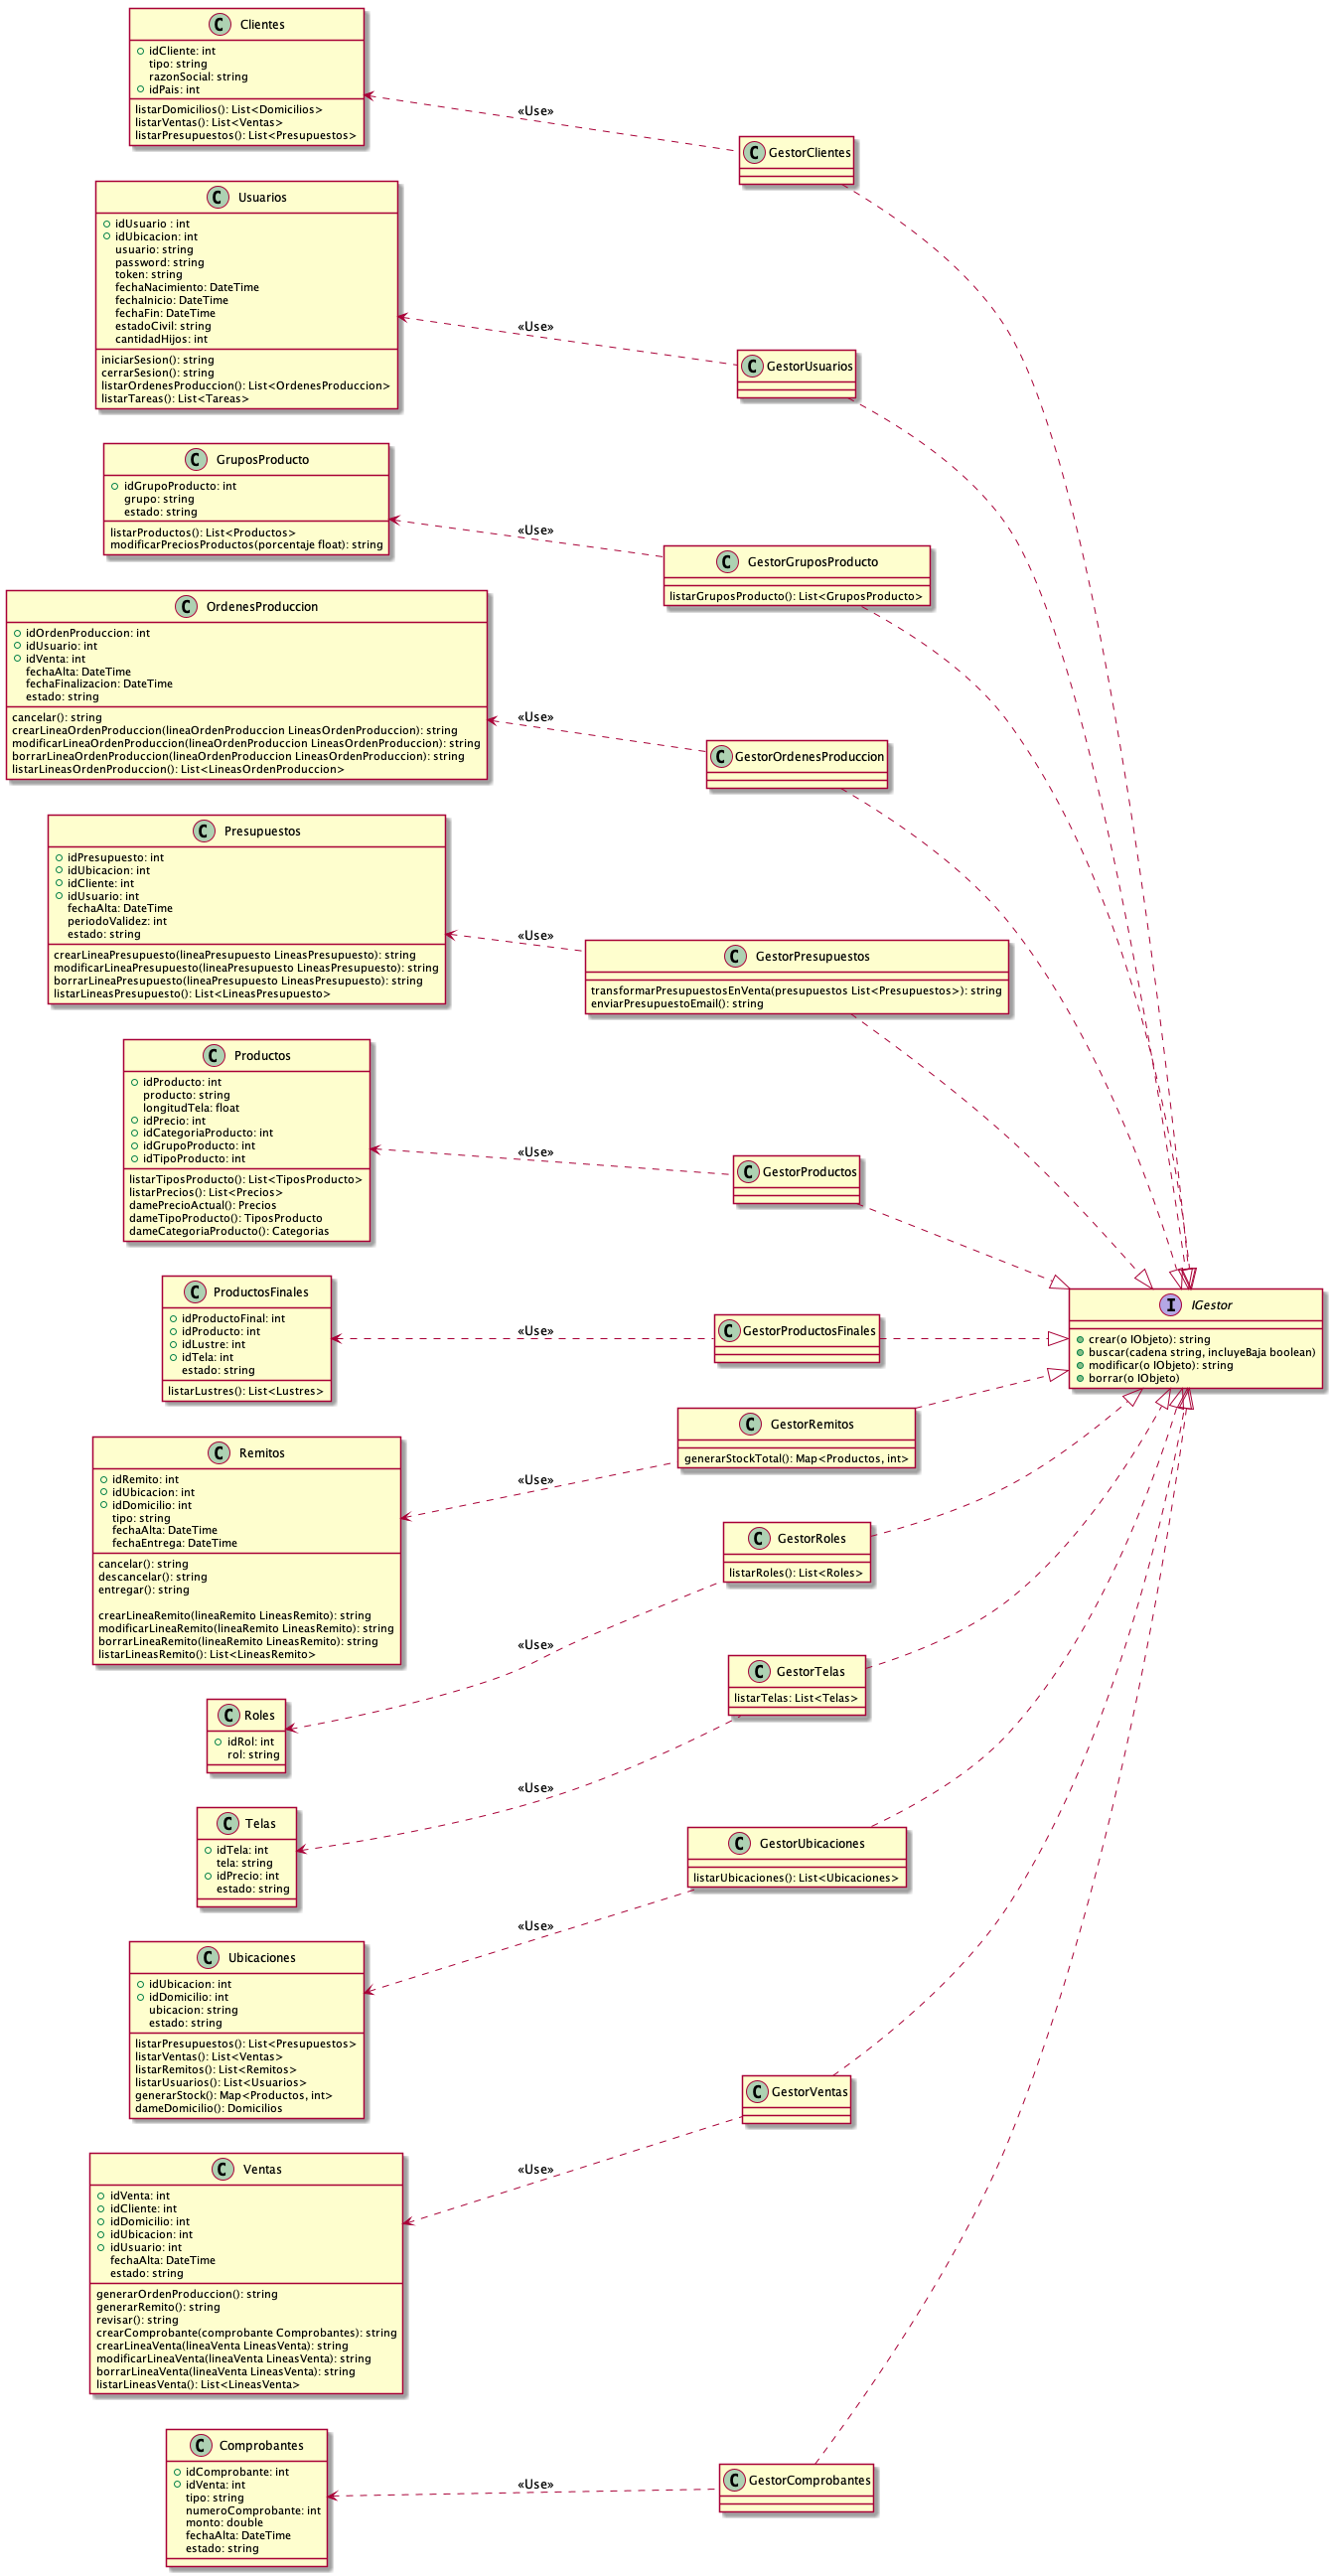 Clientes
idCliente: int
tipo: string
razonSocial: string
idPais: int
listarDomicilios(): List<Domicilios>
listarVentas(): List<Ventas>
listarPresupuestos(): List<Presupuestos>
«Use»
GestorClientes
Usuarios
idUsuario : int
idUbicacion: int
usuario: string
password: string
token: string
fechaNacimiento: DateTime
fechaInicio: DateTime
fechaFin: DateTime
estadoCivil: string
cantidadHijos: int
iniciarSesion(): string
cerrarSesion(): string
listarOrdenesProduccion(): List<OrdenesProduccion>
listarTareas(): List<Tareas>
«Use»
GestorUsuarios
GruposProducto
idGrupoProducto: int
grupo: string
estado: string
listarProductos(): List<Productos>
modificarPreciosProductos(porcentaje float): string
«Use»
GestorGruposProducto
listarGruposProducto(): List<GruposProducto>
OrdenesProduccion
idOrdenProduccion: int
idUsuario: int
idVenta: int
fechaAlta: DateTime
fechaFinalizacion: DateTime
estado: string
cancelar(): string
crearLineaOrdenProduccion(lineaOrdenProduccion LineasOrdenProduccion): string
modificarLineaOrdenProduccion(lineaOrdenProduccion LineasOrdenProduccion): string
borrarLineaOrdenProduccion(lineaOrdenProduccion LineasOrdenProduccion): string
listarLineasOrdenProduccion(): List<LineasOrdenProduccion>
«Use»
GestorOrdenesProduccion
Presupuestos
idPresupuesto: int
idUbicacion: int
idCliente: int
idUsuario: int
fechaAlta: DateTime
periodoValidez: int
estado: string
crearLineaPresupuesto(lineaPresupuesto LineasPresupuesto): string
modificarLineaPresupuesto(lineaPresupuesto LineasPresupuesto): string
borrarLineaPresupuesto(lineaPresupuesto LineasPresupuesto): string
listarLineasPresupuesto(): List<LineasPresupuesto>
«Use»
GestorPresupuestos
transformarPresupuestosEnVenta(presupuestos List<Presupuestos>): string
enviarPresupuestoEmail(): string
Productos
idProducto: int
producto: string
longitudTela: float
idPrecio: int
idCategoriaProducto: int
idGrupoProducto: int
idTipoProducto: int
listarTiposProducto(): List<TiposProducto>
listarPrecios(): List<Precios>
damePrecioActual(): Precios
dameTipoProducto(): TiposProducto
dameCategoriaProducto(): Categorias
«Use»
GestorProductos
ProductosFinales
idProductoFinal: int
idProducto: int
idLustre: int
idTela: int
estado: string
listarLustres(): List<Lustres>
«Use»
GestorProductosFinales
IGestor
crear(o IObjeto): string
buscar(cadena string, incluyeBaja boolean)
modificar(o IObjeto): string
borrar(o IObjeto)
Remitos
idRemito: int
idUbicacion: int
idDomicilio: int
tipo: string
fechaAlta: DateTime
fechaEntrega: DateTime
cancelar(): string
descancelar(): string
entregar(): string
crearLineaRemito(lineaRemito LineasRemito): string
modificarLineaRemito(lineaRemito LineasRemito): string
borrarLineaRemito(lineaRemito LineasRemito): string
listarLineasRemito(): List<LineasRemito>
«Use»
GestorRemitos
generarStockTotal(): Map<Productos, int>
GestorRoles
listarRoles(): List<Roles>
«Use»
Roles
idRol: int
rol: string
GestorTelas
listarTelas: List<Telas>
«Use»
Telas
idTela: int
tela: string
idPrecio: int
estado: string
GestorUbicaciones
listarUbicaciones(): List<Ubicaciones>
«Use»
Ubicaciones
idUbicacion: int
idDomicilio: int
ubicacion: string
estado: string
listarPresupuestos(): List<Presupuestos>
listarVentas(): List<Ventas>
listarRemitos(): List<Remitos>
listarUsuarios(): List<Usuarios>
generarStock(): Map<Productos, int>
dameDomicilio(): Domicilios
GestorVentas
«Use»
Ventas
idVenta: int
idCliente: int
idDomicilio: int
idUbicacion: int
idUsuario: int
fechaAlta: DateTime
estado: string
generarOrdenProduccion(): string
generarRemito(): string
revisar(): string
crearComprobante(comprobante Comprobantes): string
crearLineaVenta(lineaVenta LineasVenta): string
modificarLineaVenta(lineaVenta LineasVenta): string
borrarLineaVenta(lineaVenta LineasVenta): string
listarLineasVenta(): List<LineasVenta>
Comprobantes
idComprobante: int
idVenta: int
tipo: string
numeroComprobante: int
monto: double
fechaAlta: DateTime
estado: string
«Use»
GestorComprobantes